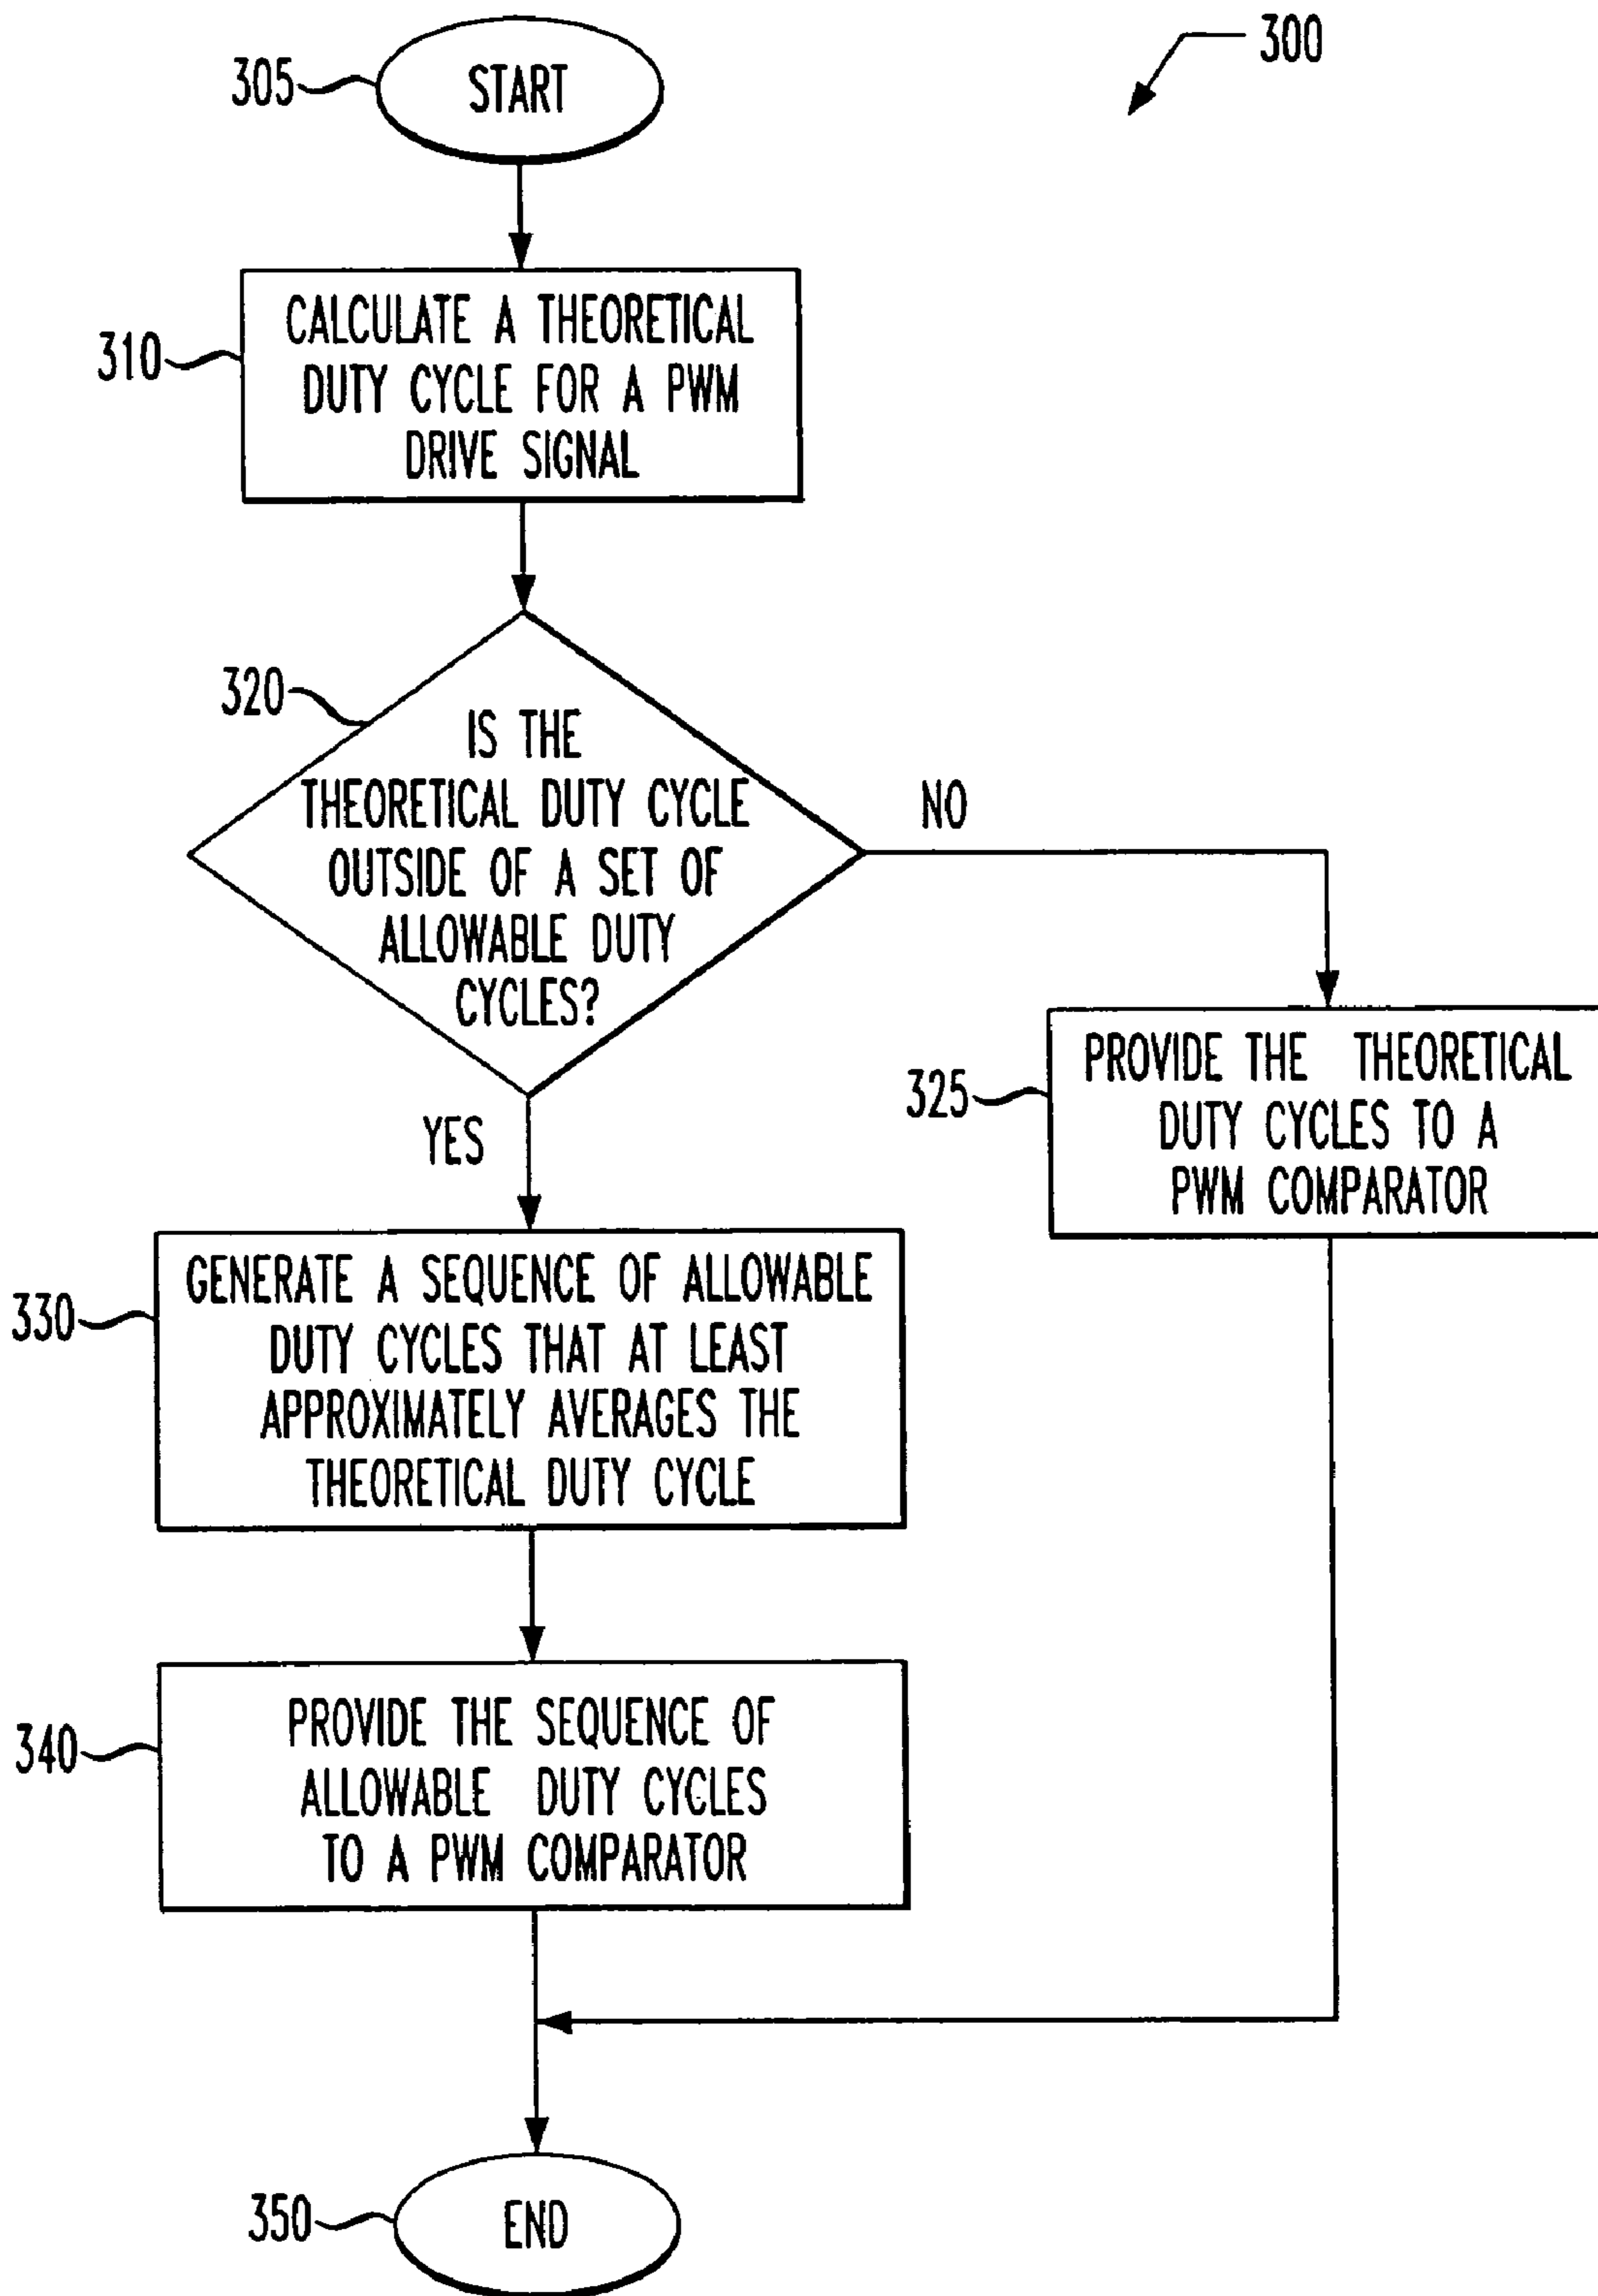 300
305
START
310
CALCULATE A THEORETICAL
DUTY CYCLE FOR A PWM
DRIVE SIGNAL
320
IS THE
THEORETICAL DUTY CYCLE
OUTSIDE OF A SET OF
ALLOWABLE DUTY
CYCLES?
NO
YES
325
PROVIDE THE THEORETICAL
DUTY CYCLES TO A
PWM COMPARATOR
330
GENERATE A SEQUENCE OF ALLOWABLE
DUTY CYCLES THAT AT LEAST
APPROXIMATELY AVERAGES THE
THEORETICAL DUTY CYCLE
340
PROVIDE THE SEQUENCE OF
ALLOWABLE DUTY CYCLES
TO A PWM COMPARATOR
350
END